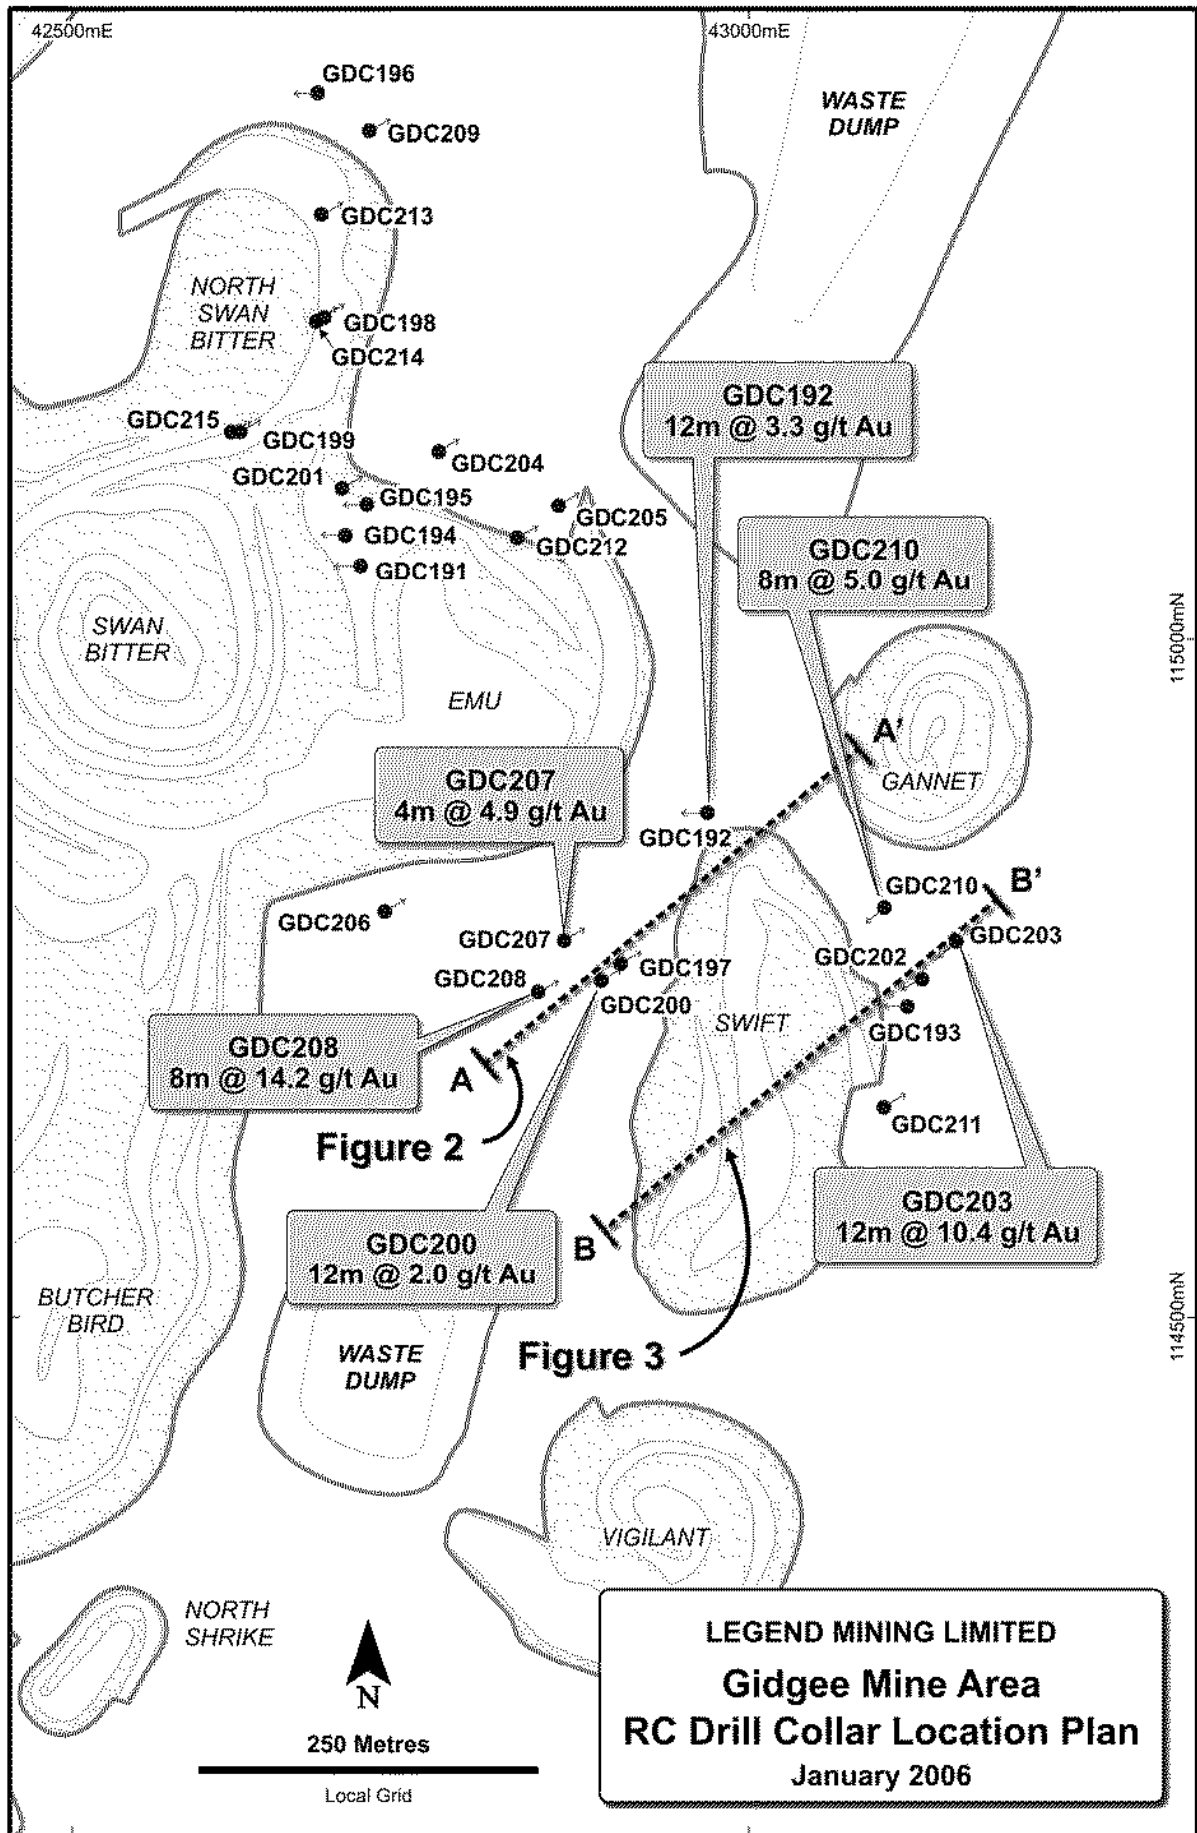 42500mE
43000mE
GDC196
GDC209
WASTE
DUMP
GDC213
NORTH
SWAN
BITTER
GDC198
GDC214
GDC192
12m @ 3.3 g/t Au
GDC215
GDC199
GDC204
GDC201
GDC195
GDC205
GDC194
GDC212
GDC191
GDC210
8m @ 5.0 g/t Au
115000mN
SWAN
BITTER
EMU
A'
GANNET
GDC207
4m @ 4.9 g/t Au
GDC192
GDC210
B'
GDC206
GDC207
GDC203
GDC202
GDC197
GDC208
GDC200
SWIFT
GDC193
GDC208
8m @ 14.2 g/t Au
A
Figure 2
GDC211
GDC203
12m @ 10.4 g/t Au
B
GDC200
12m @ 2.0 g/t Au
BUTCHER
BIRD
114500mN
WASTE
DUMP
Figure 3
VIGILANT
NORTH
SHRIKE
N
250 Metres
Local Grid
LEGEND MINING LIMITED
Gidgee Mine Area
RC Drill Collar Location Plan
January 2006